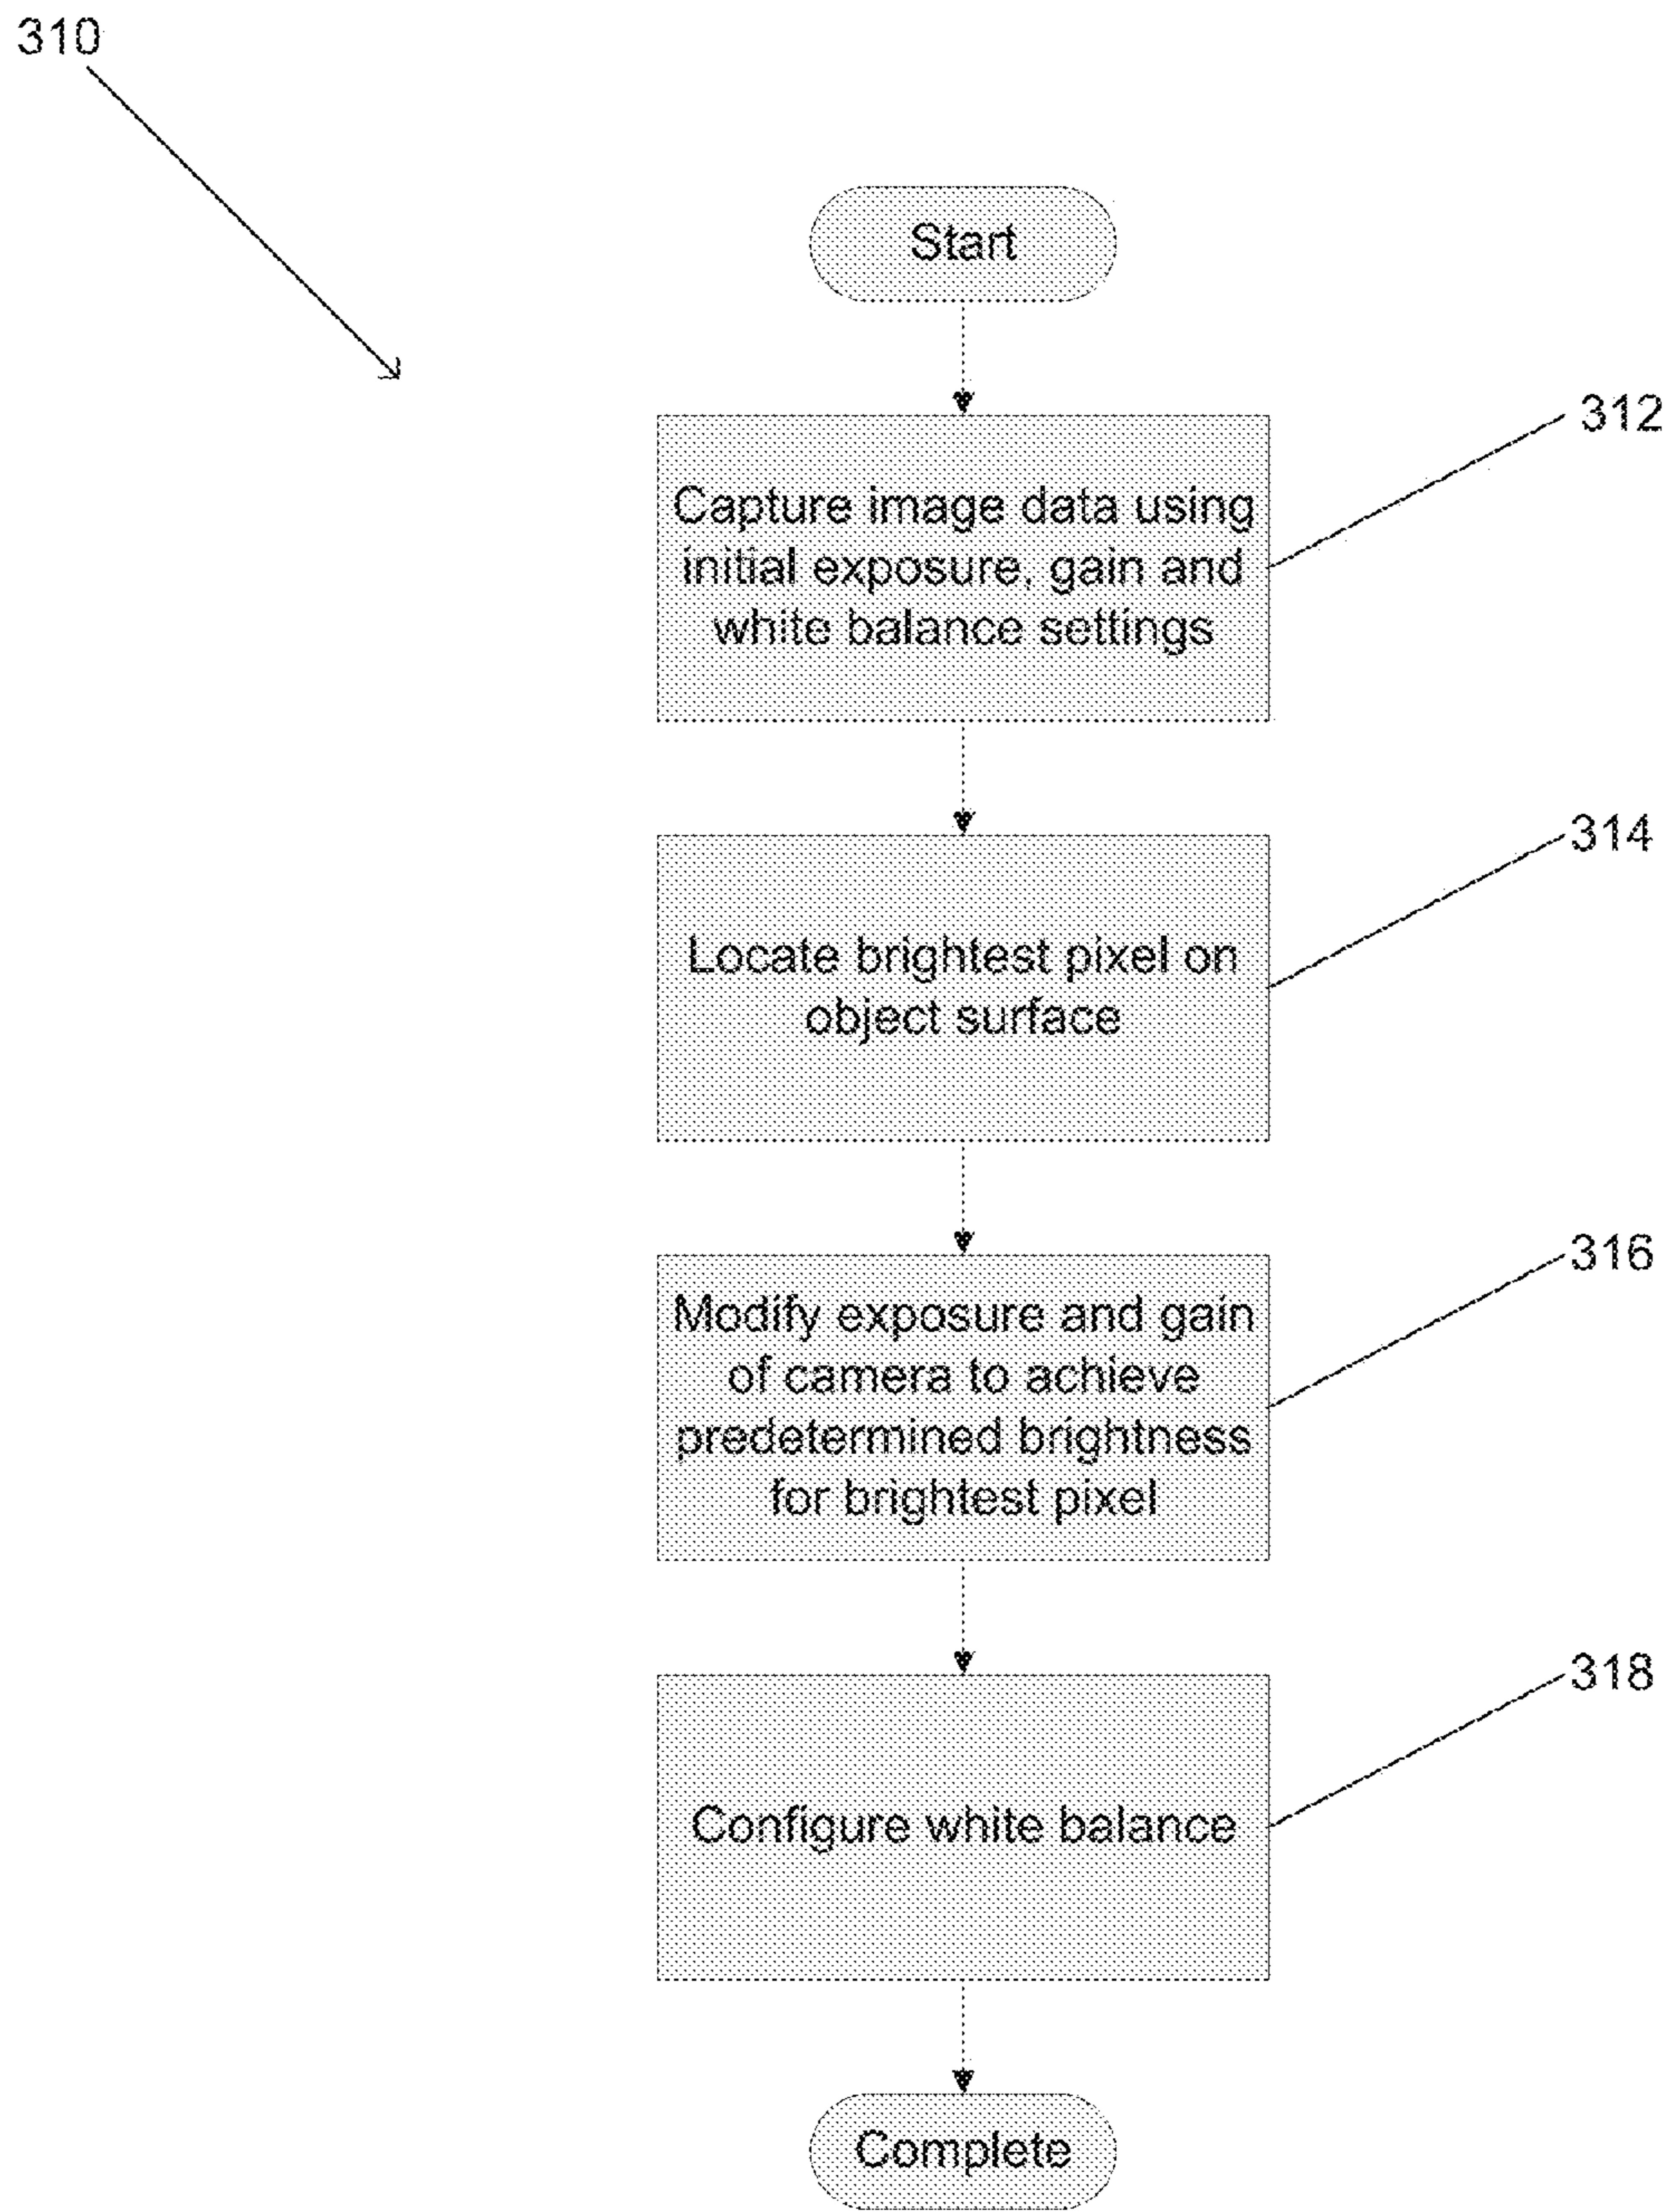 310
Start
312
Capture image data using
initial exposure, gain and
white balance settings
314
Locate brightest pixel on
object surface
316
Modify exposure and gain
of camera to achieve
predetermined brightness
for brightest pixel
318
Configure white balance
Complete